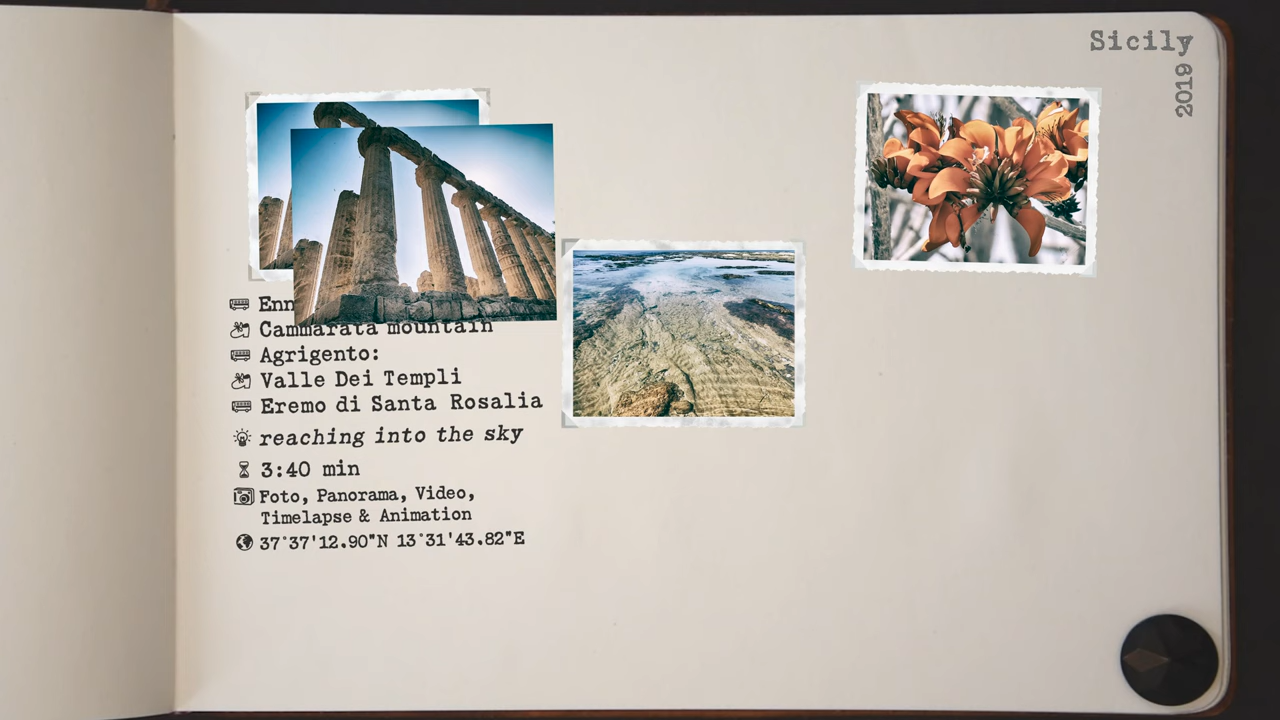 Sicily
2019
Cammarata mountain
Agrigento:
Valle Dei Templi
Eremo di Santa Rosalia
reaching into the sky
3:40 min
Foto, Panorama, Video,
Timelapse & Animation
37°37'12.90"N 13°31'43.82"E